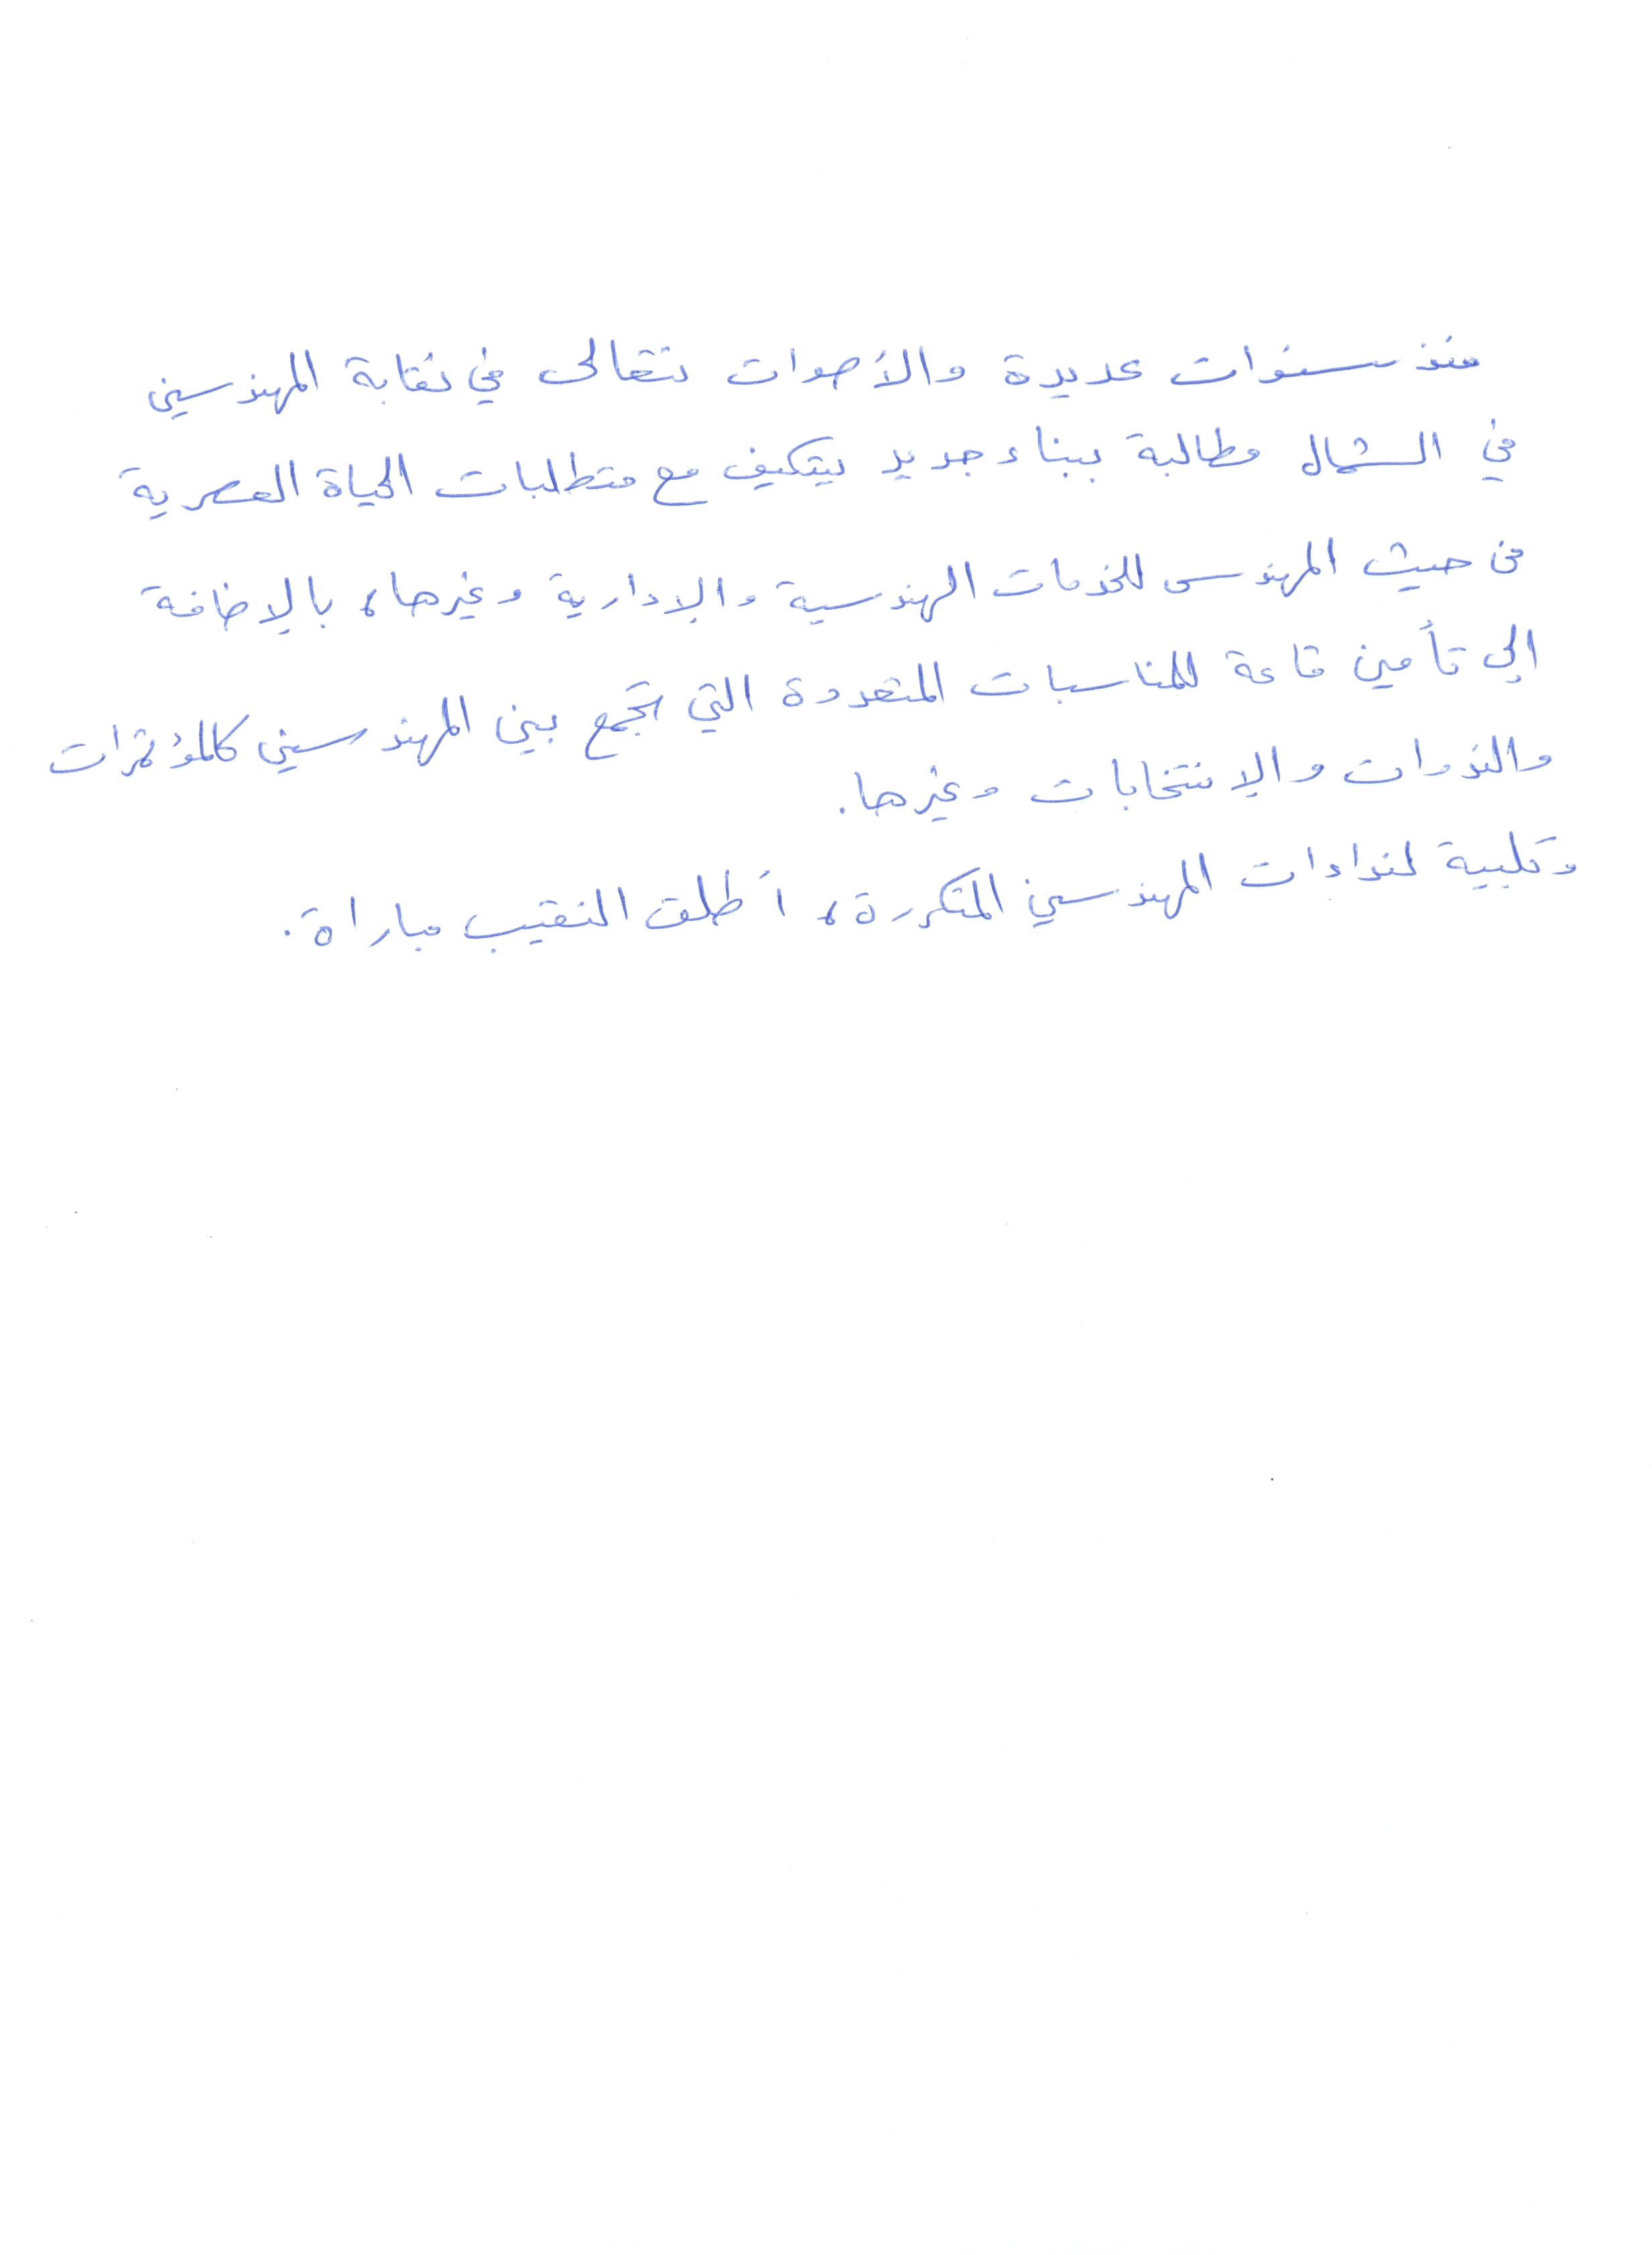 منذ سنوات عديدة والأصوات تتعالى في نقابة المهندسين
في الشمال مطالبة ببناء جديد يتكيف مع متطلبات الحياة العصرية
من حيث المهندس للخدمات الهندسية والإدارية وغيرها، بالإضافة
إلى تأمين قاعة للمناسبات المتعددة التي تجمع بين المهندسين كالمؤتمرات
والندوات والإنتخابات وغيرها.
وتلبية لنداءات المهندسين المتكررة، أطلق النقيب مباراة.